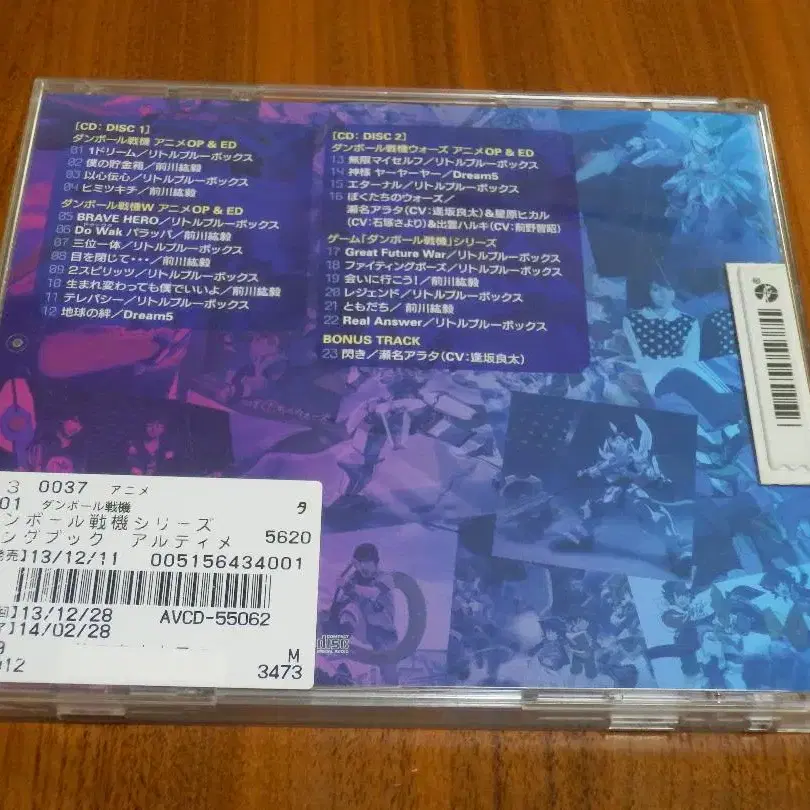 [CD: DISC 1]
ダンボール戦機 アニメOP & ED
01 1ドリーム/リトルブルーボックス
02 僕の貯金箱/前川紘毅
03 以心伝心/リトルブルーボックス
04 ヒミツキチ/前川紘毅
ダンボール戦機W アニメOP & ED
05 BRAVE HERO/リトルブルーボックス
06 Do Wak パラッパ/前川紘毅
07 三位一体/リトルブルーボックス
08 目を閉じて・・・/前川紘毅
09 2スピリッツ/リトルブルーボックス
10 生まれ変わっても僕でいいよ/前川紘毅
11 テレパシー/リトルブルーボックス
12 地球の絆/Dream5
[CD: DISC 2]
ダンボール戦機ウォーズ アニメOP & ED
13 無限マイセルフ/リトルブルーボックス
14 神様 ヤーヤーヤー/Dream5
15 エターナル/リトルブルーボックス
16 ぼくたちのウォーズ/
瀬名アラタ(CV:逢坂良太)&星原ヒカル
(CV:石塚さより)&出雲ハルキ(CV:前野智昭)
ゲーム「ダンボール戦機」シリーズ
17 Great Future War/リトルブルーボックス
18 ファイティングポーズ/リトルブルーボックス
19 会いに行こう!/前川紘毅
20 レジェンド/リトルブルーボックス
21 ともだち/前川紘毅
22 Real Answer/リトルブルーボックス
BONUS TRACK
23 閃き/瀬名アラタ(CV:逢坂良太)
3 0037 アニメ
01 ダンボール戦機 タ
ンボール戦機シリーズ
ングブック アルティメ 5620
発売]13/12/11 005156434001
]13/12/28 AVCD-55062
]14/02/28
9 M
12 3473
COMPACT
DISC
DIGITAL AUDIO